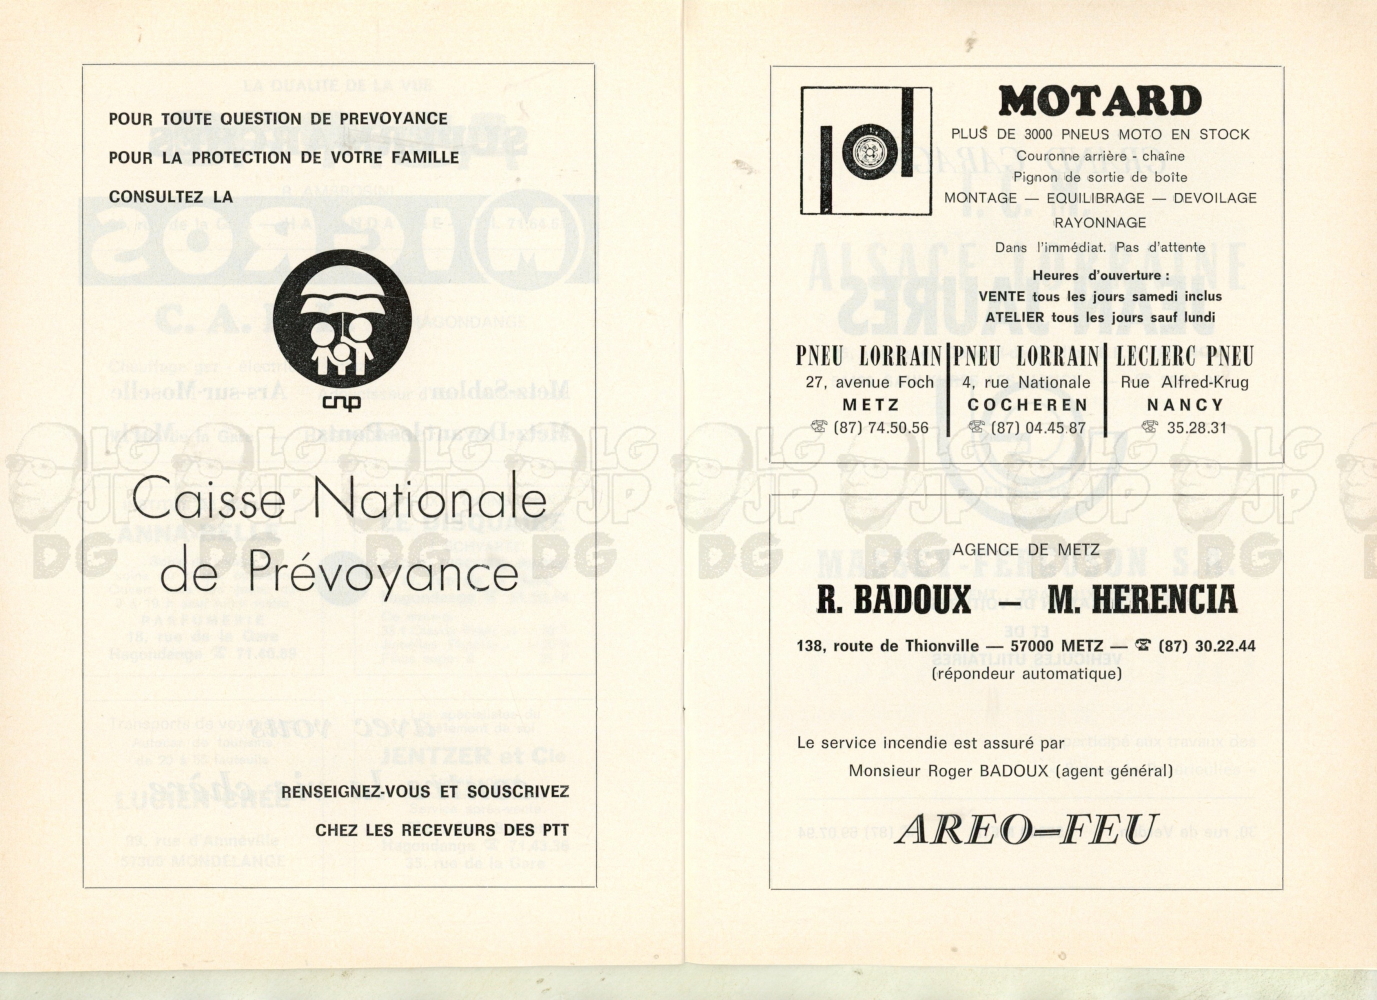 POUR TOUTE QUESTION DE PREVOYANCE
POUR LA PROTECTION DE VOTRE FAMILLE
CONSULTEZ LA
cnp
Caisse Nationale
de Prévoyance
RENSEIGNEZ-VOUS ET SOUSCRIVEZ
CHEZ LES RECEVEURS DES PTT
MOTARD
PLUS DE 3000 PNEUS MOTO EN STOCK
Couronne arrière - chaîne
Pignon de sortie de boîte
MONTAGE — EQUILIBRAGE — DEVOILAGE
RAYONNAGE
Dans l'immédiat. Pas d'attente
Heures d'ouverture :
VENTE tous les jours samedi inclus
ATELIER tous les jours sauf lundi
PNEU LORRAIN
27, avenue Foch
METZ
☎ (87) 74.50.56
PNEU LORRAIN
4, rue Nationale
COCHEREN
☎ (87) 04.45 87
LECLERC PNEU
Rue Alfred-Krug
NANCY
☎ 35.28.31
AGENCE DE METZ
R. BADOUX — M. HERENCIA
138, route de Thionville — 57000 METZ — ☎ (87) 30.22.44
(répondeur automatique)
Le service incendie est assuré par
Monsieur Roger BADOUX (agent général)
AREO-FEU
LG JP DG